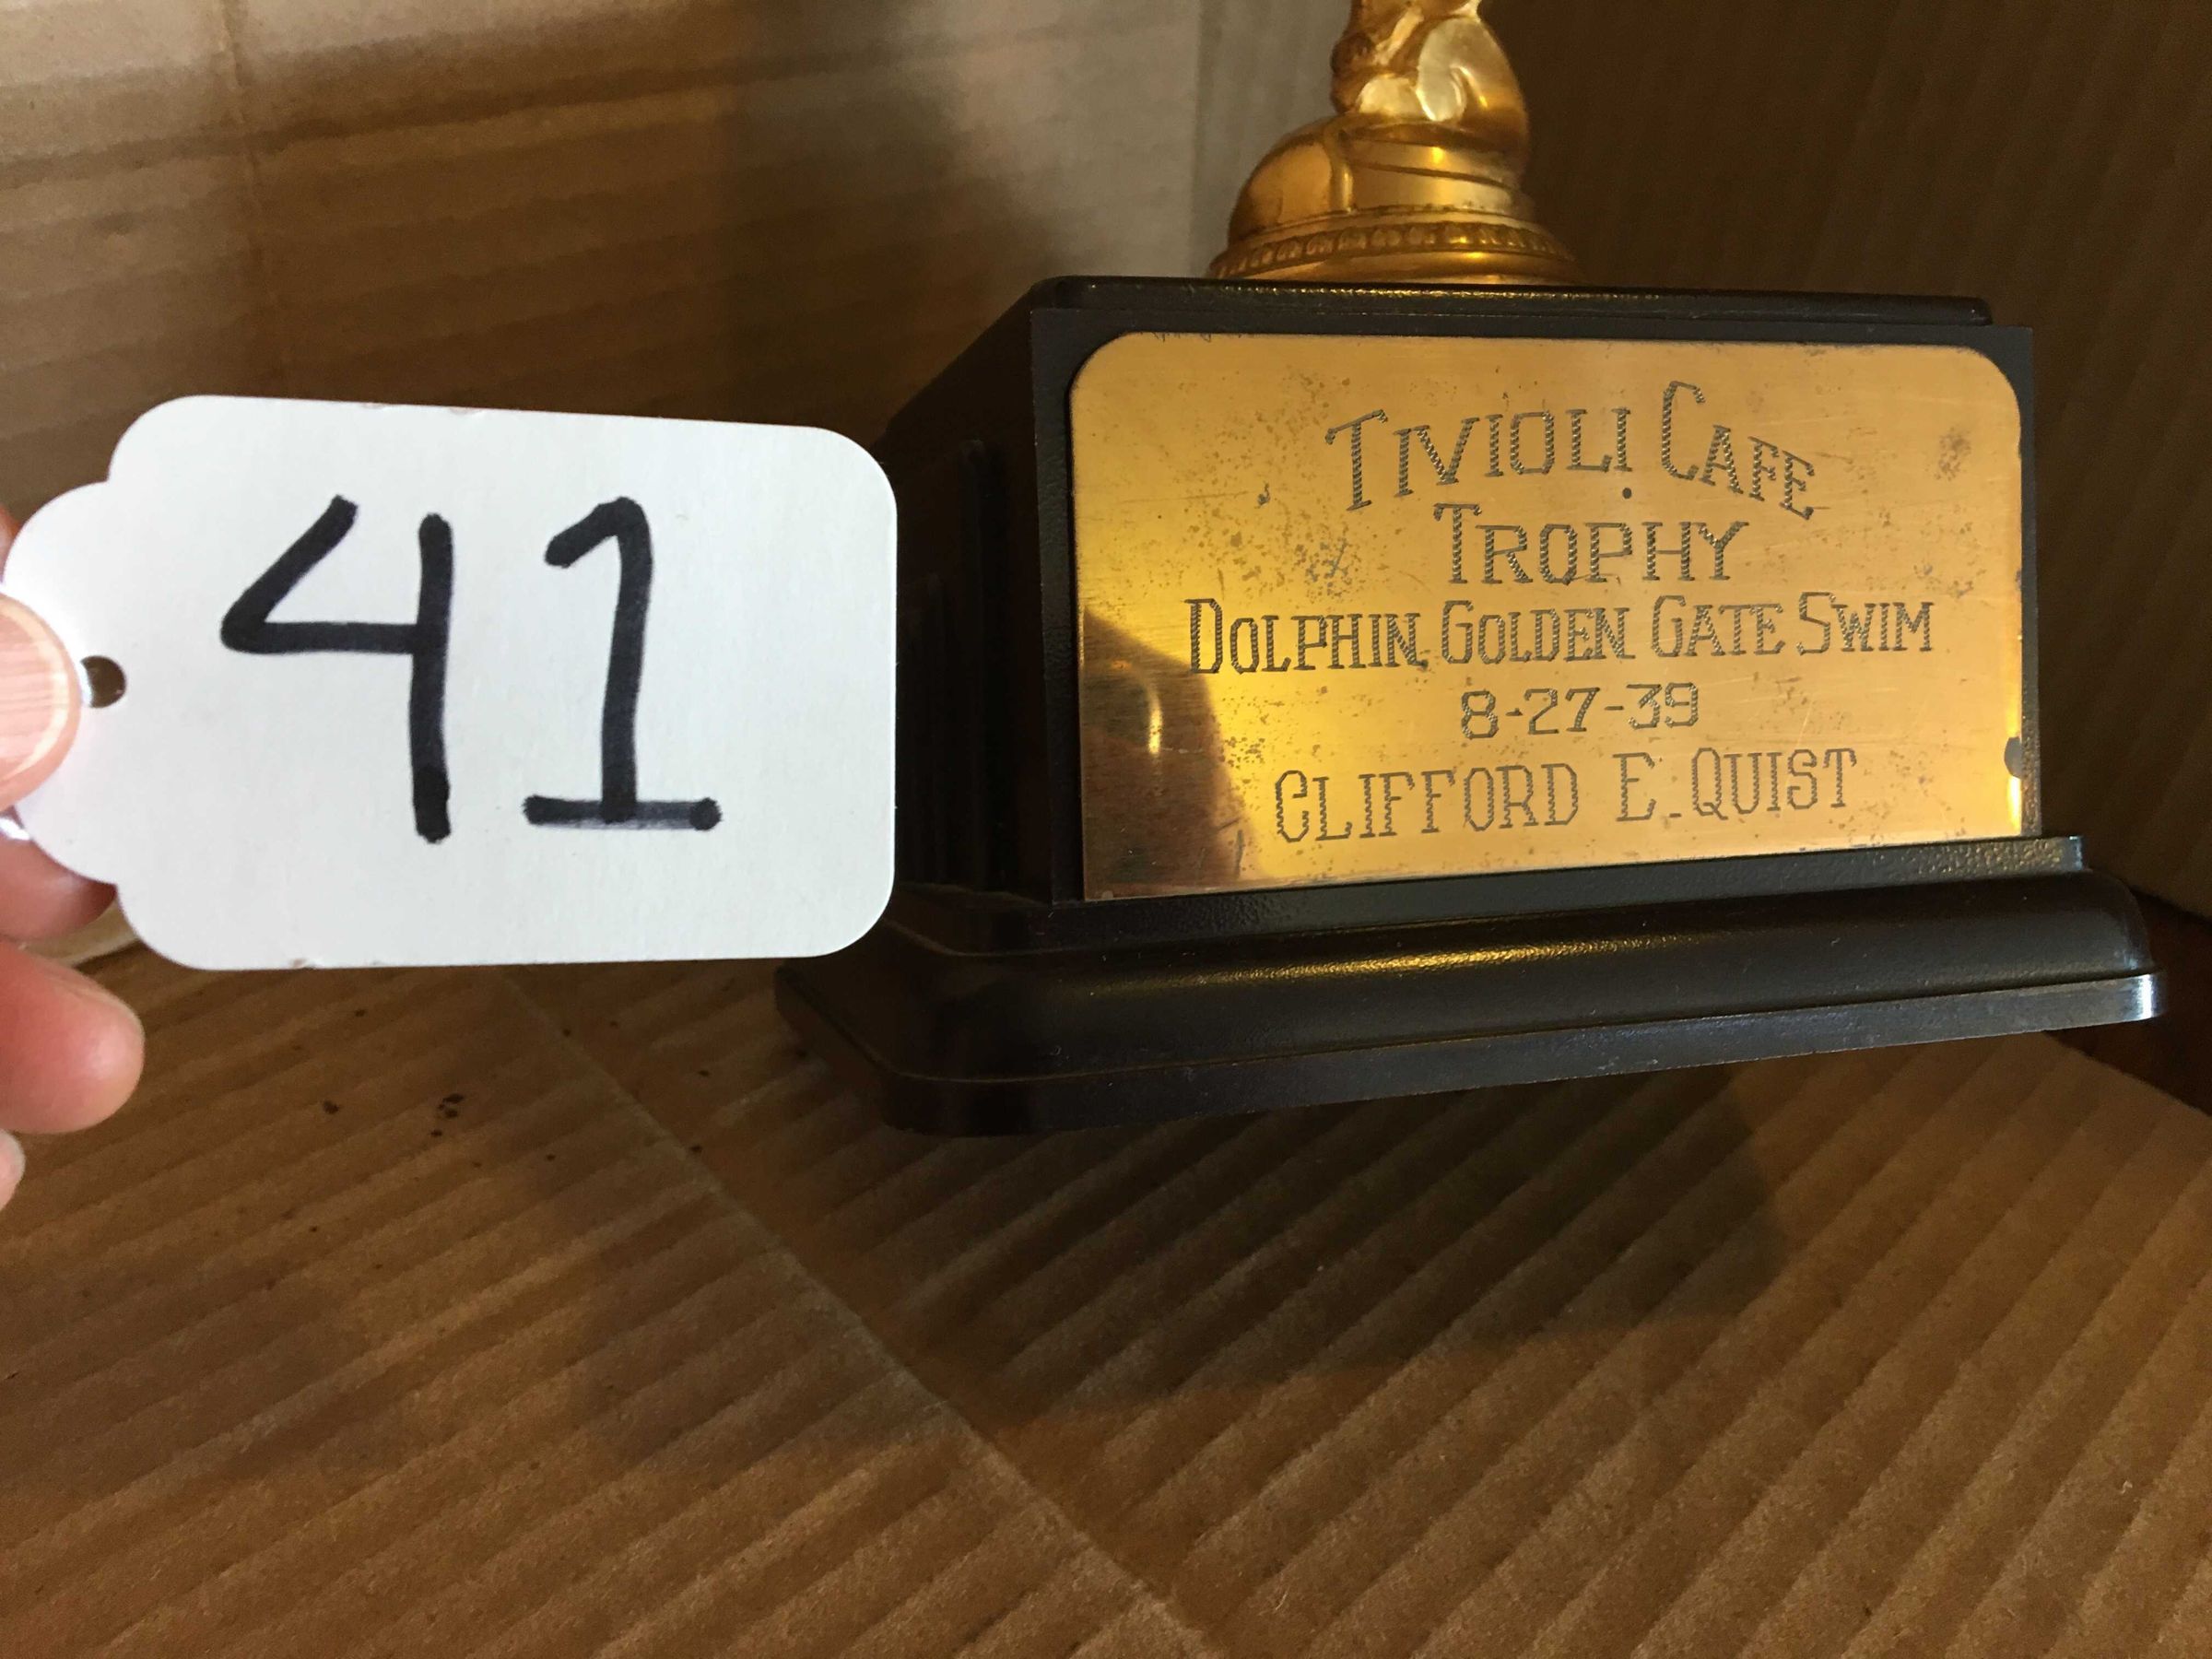 41
TIVIOLI CAFE
TROPHY
DOLPHIN GOLDEN GATE SWIM
8-27-39
CLIFFORD E. QUIST